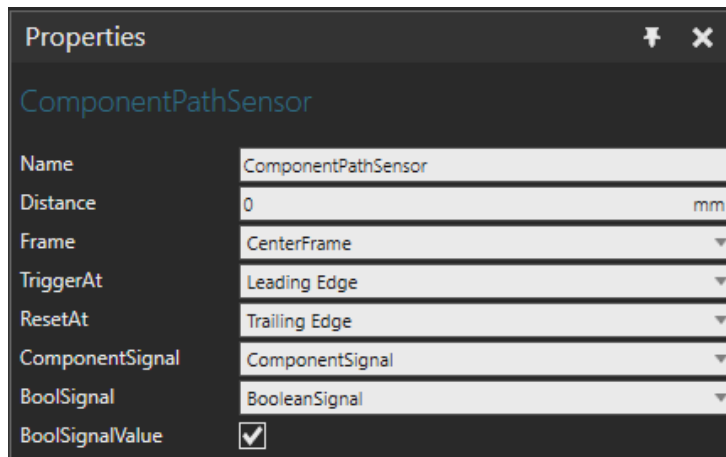 Properties
ComponentPathSensor
Name ComponentPathSensor
Distance 0 mm
Frame CenterFrame
TriggerAt Leading Edge
ResetAt Trailing Edge
ComponentSignal ComponentSignal
BoolSignal BooleanSignal
BoolSignalValue